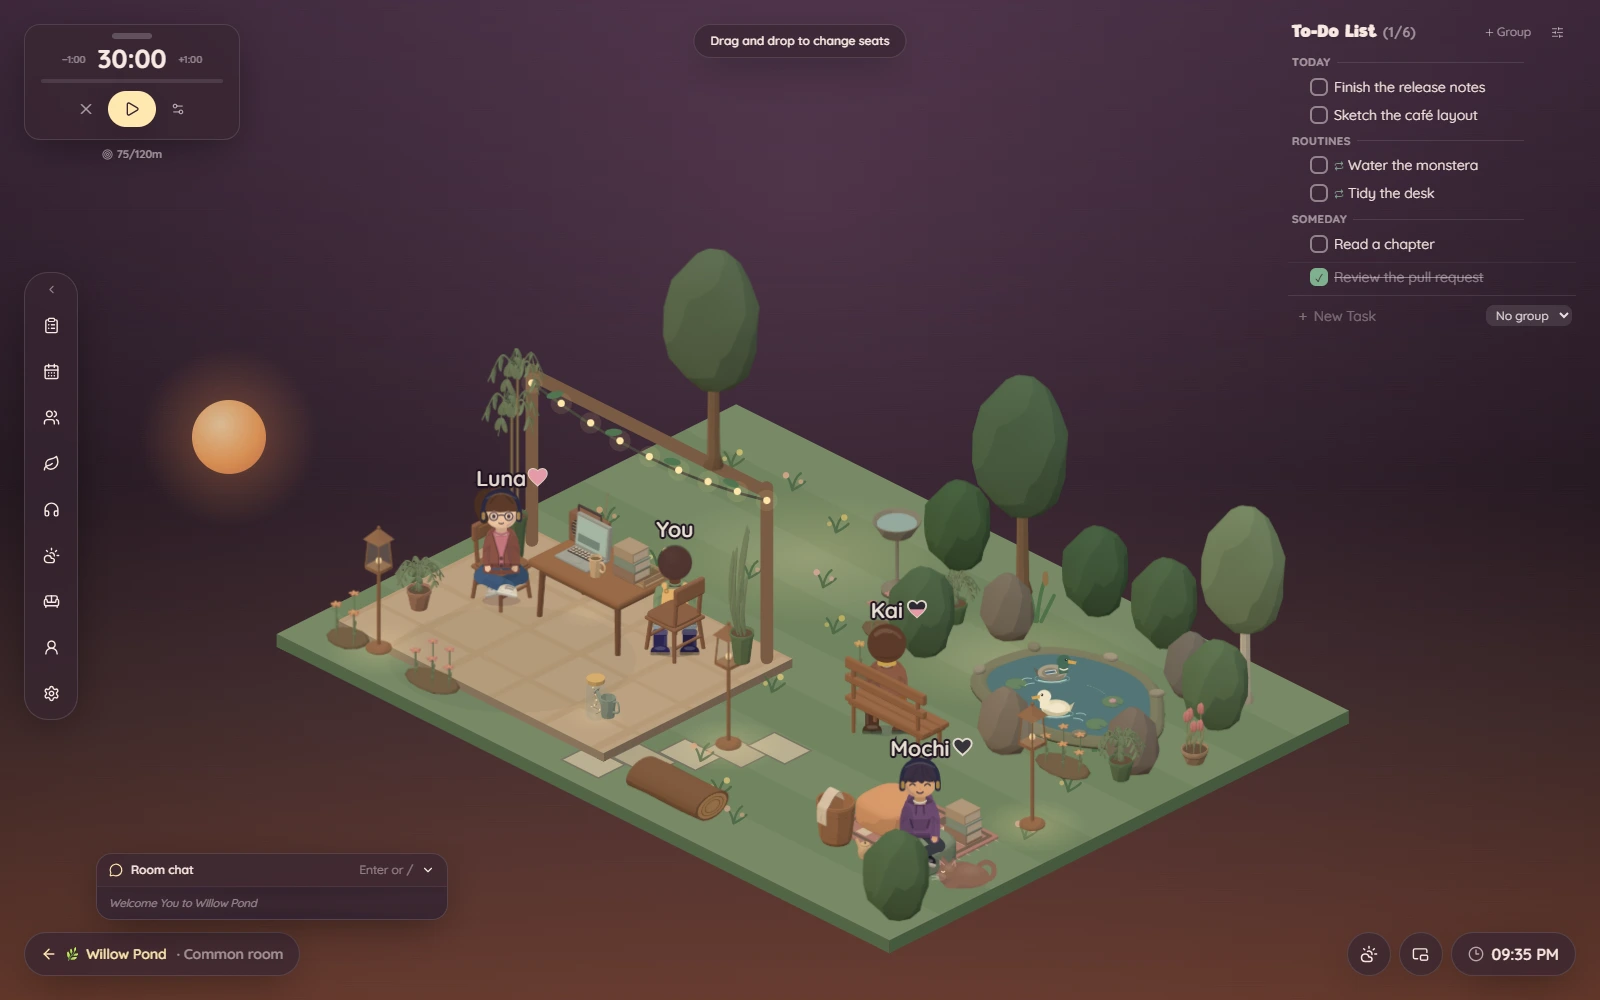 −1:00 30:00 +1:00
75/120m
Drag and drop to change seats
To-Do List (1/6) + Group
TODAY
Finish the release notes
Sketch the café layout
ROUTINES
Water the monstera
Tidy the desk
SOMEDAY
Read a chapter
Review the pull request
+ New Task No group
Luna
You
Kai
Mochi
Room chat Enter or /
Welcome You to Willow Pond
Willow Pond · Common room
09:35 PM